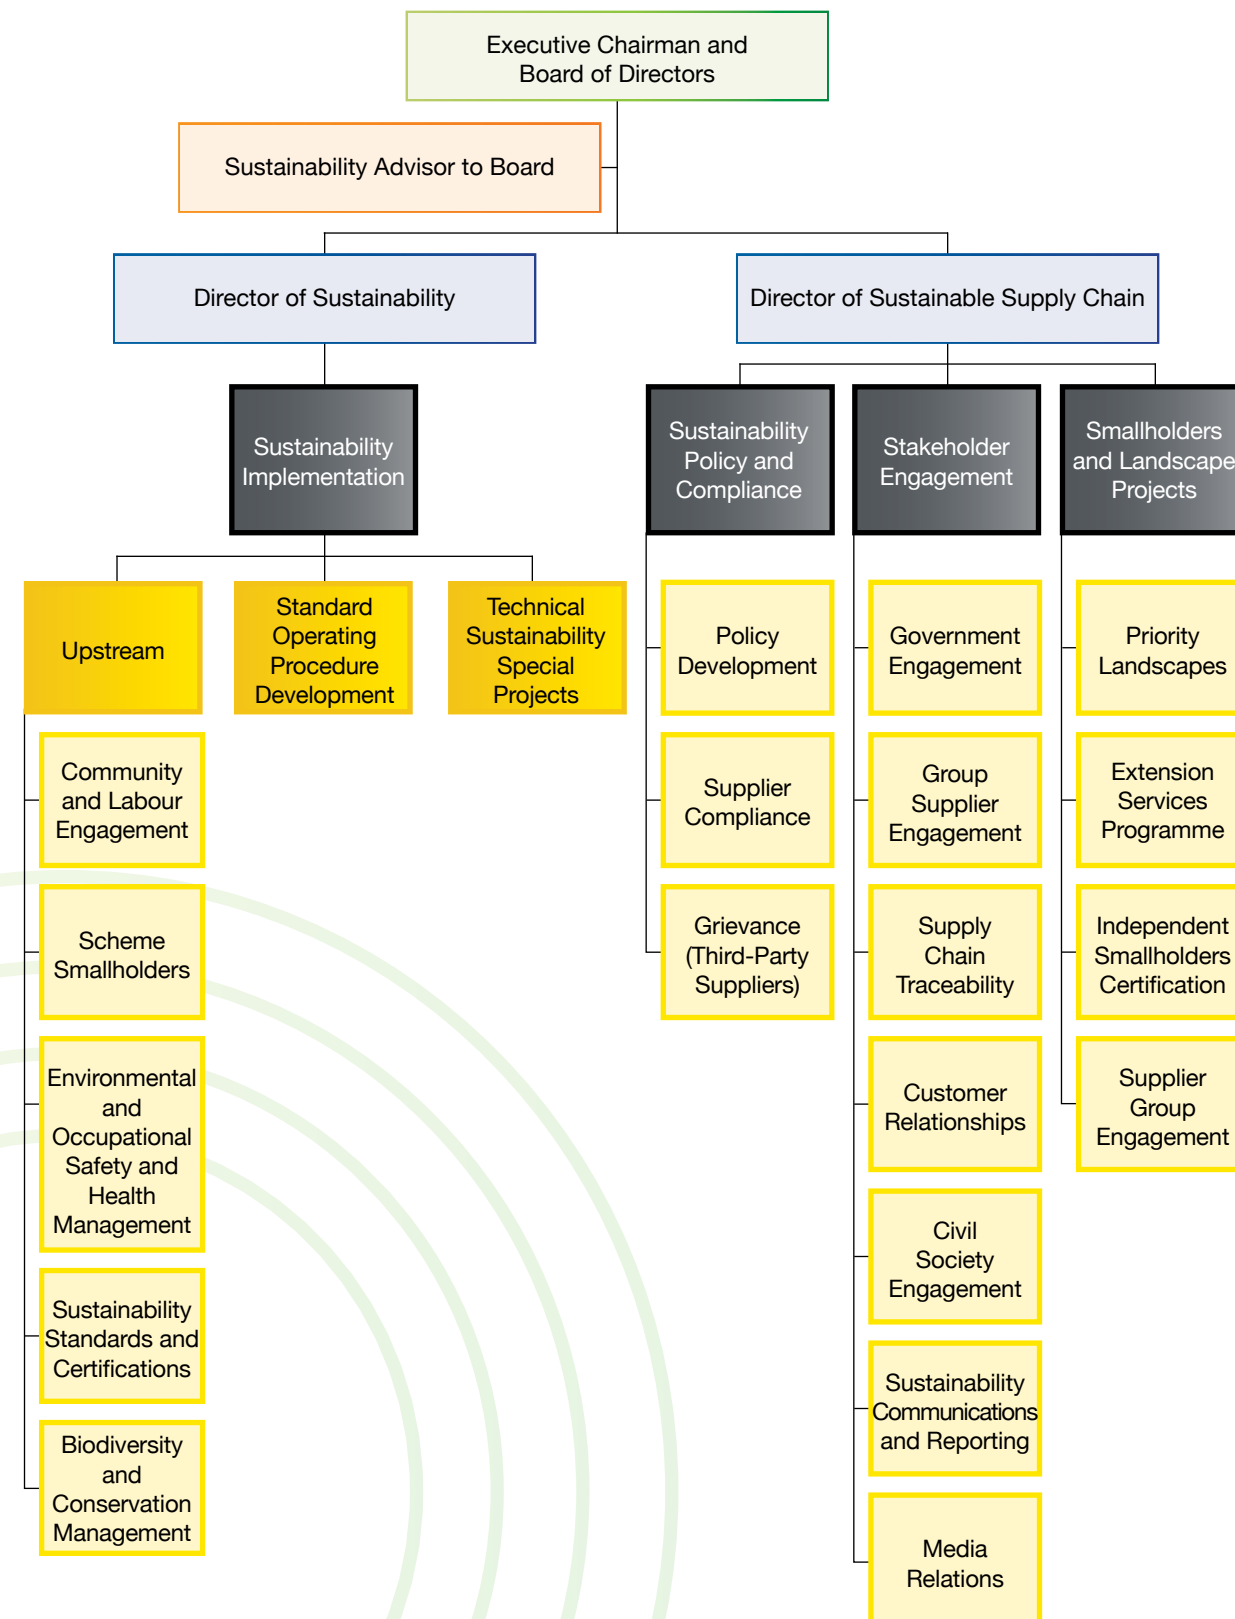 Executive Chairman and
Board of Directors
Sustainability Advisor to Board
Director of Sustainability
Director of Sustainable Supply Chain
Sustainability
Implementation
Sustainability
Policy and
Compliance
Stakeholder
Engagement
Smallholders
and Landscape
Projects
Upstream
Standard
Operating
Procedure
Development
Technical
Sustainability
Special
Projects
Community
and Labour
Engagement
Scheme
Smallholders
Environmental
and
Occupational
Safety and
Health
Management
Sustainability
Standards and
Certifications
Biodiversity
and
Conservation
Management
Policy
Development
Supplier
Compliance
Grievance
(Third-Party
Suppliers)
Government
Engagement
Group
Supplier
Engagement
Supply
Chain
Traceability
Customer
Relationships
Civil
Society
Engagement
Sustainability
Communications
and Reporting
Media
Relations
Priority
Landscapes
Extension
Services
Programme
Independent
Smallholders
Certification
Supplier
Group
Engagement